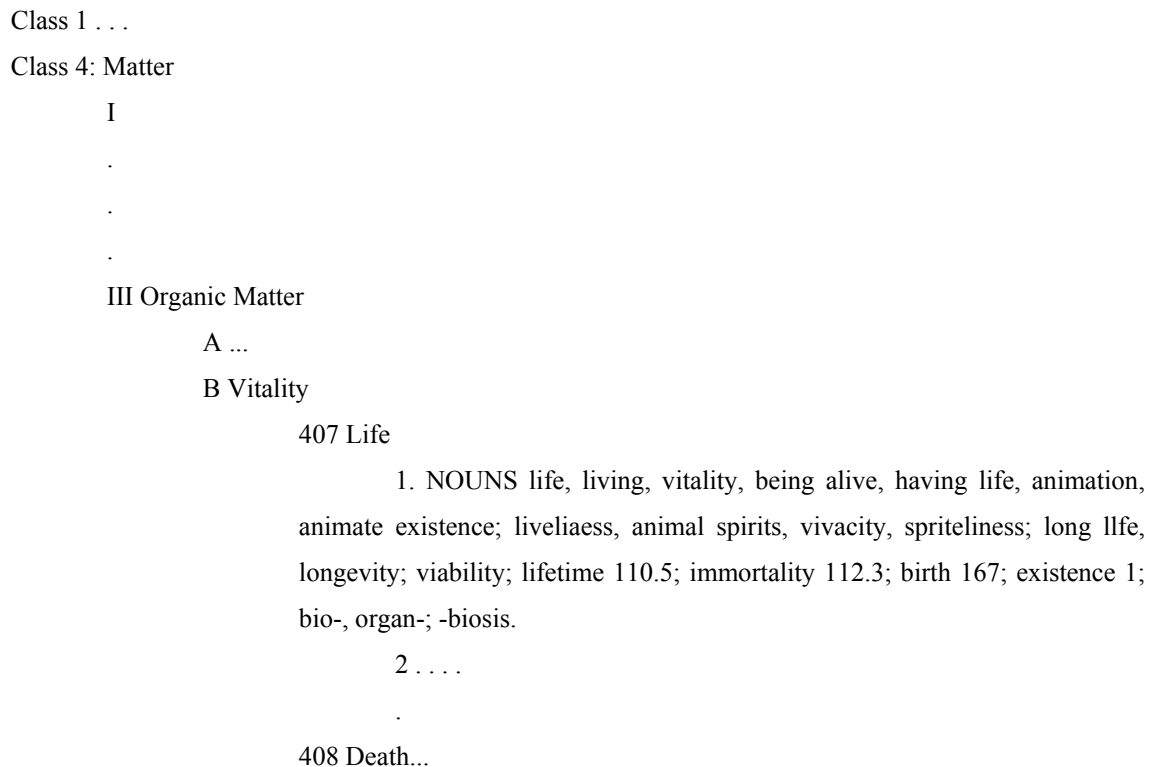 Class 1 . . .
Class 4: Matter
I
.
.
.
III Organic Matter
A ...
B Vitality
407 Life
1. NOUNS life, living, vitality, being alive, having life, animation,
animate existence; liveliaess, animal spirits, vivacity, spriteliness; long llfe,
longevity; viability; lifetime 110.5; immortality 112.3; birth 167; existence 1;
bio-, organ-; -biosis.
2 . . . .
.
408 Death...